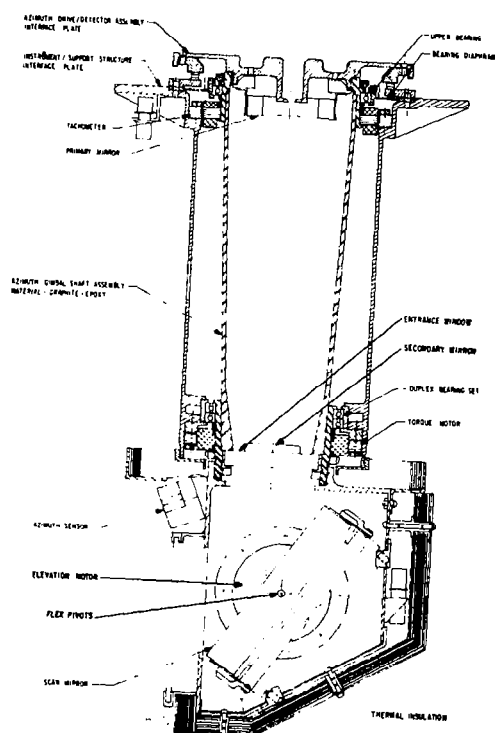 AZIMUTH DRIVE/DETECTOR ASSEMBLY
INTERFACE PLATE
INSTRUMENT/SUPPORT STRUCTURE
INTERFACE PLATE
TACHOMETER
PRIMARY MIRROR
UPPER BEARING
BEARING DIAPHRAM
AZIMUTH GIMBAL SHAFT ASSEMBLY
MATERIAL - GRAPHITE - EPOXY
ENTRANCE WINDOW
SECONDARY MIRROR
DUPLEX BEARING SET
TORQUE MOTOR
AZIMUTH SENSOR
ELEVATION MOTOR
FLEX PIVOTS
SCAN MIRROR
THERMAL INSULATION